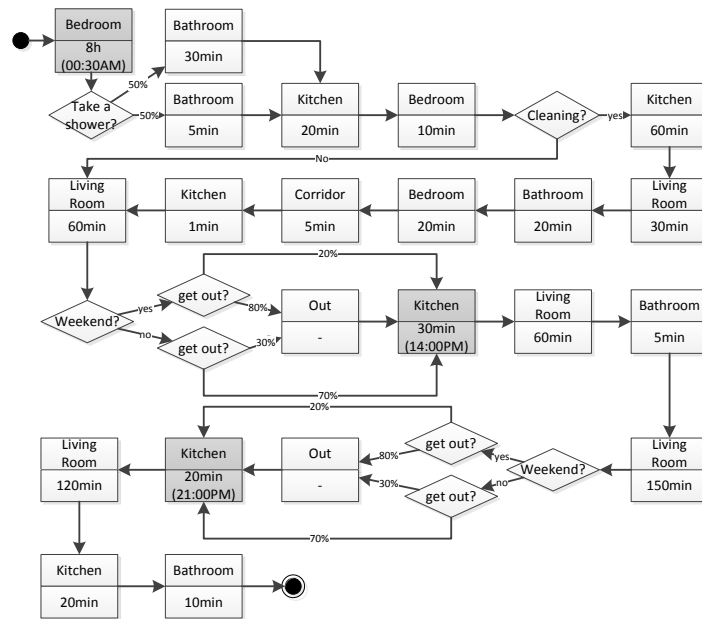 Bedroom
8h
(00:30AM)
Bathroom
30min
50%
Take a
shower?
50%
Bathroom
5min
Kitchen
20min
Bedroom
10min
Cleaning?
yes
Kitchen
60min
No
Living
Room
60min
Kitchen
1min
Corridor
5min
Bedroom
20min
Bathroom
20min
Living
Room
30min
20%
Weekend?
yes
get out?
80%
no
get out?
30%
Out
-
Kitchen
30min
(14:00PM)
Living
Room
60min
Bathroom
5min
70%
20%
Living
Room
120min
Kitchen
20min
(21:00PM)
Out
-
80%
get out?
yes
30%
get out?
no
Weekend?
Living
Room
150min
70%
Kitchen
20min
Bathroom
10min